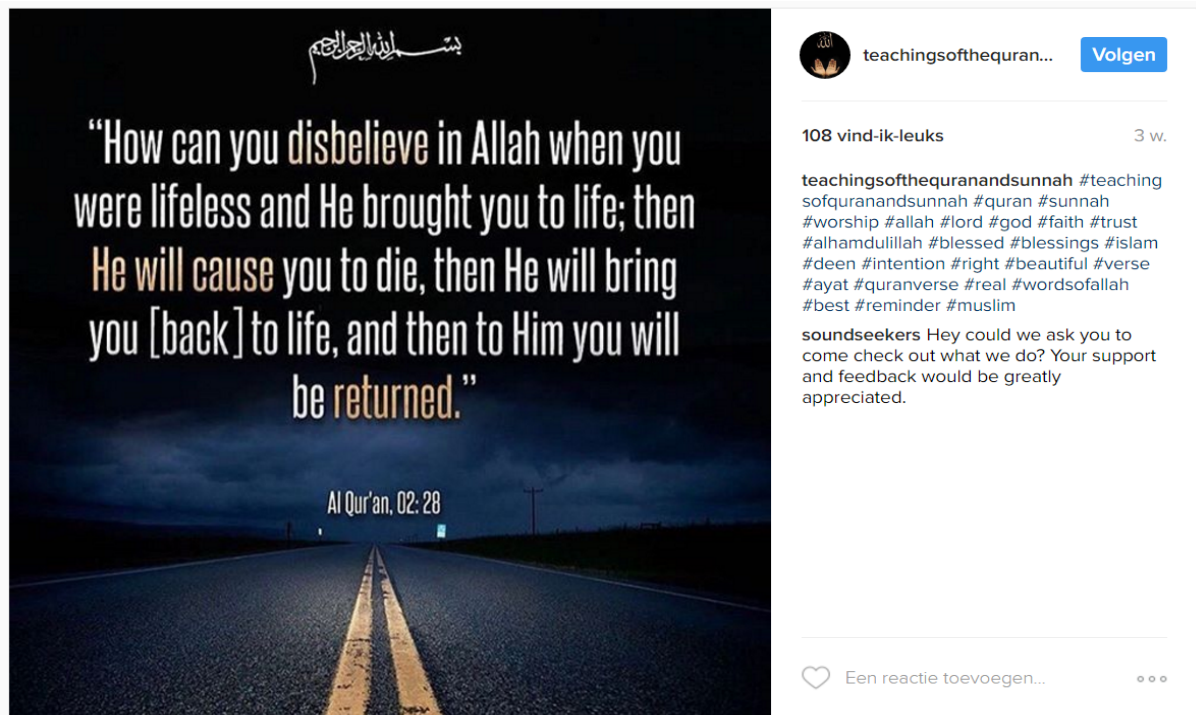 بسم الله الرحمن الرحيم
“How can you disbelieve in Allah when you
were lifeless and He brought you to life; then
He will cause you to die, then He will bring
you [back] to life, and then to Him you will
be returned.”
Al Qur'an, 02: 28
الله
teachingsofthequran...
Volgen
108 vind-ik-leuks
3 w.
teachingsofthequranandsunnah #teaching
sofquranandsunnah #quran #sunnah
#worship #allah #lord #god #faith #trust
#alhamdulillah #blessed #blessings #islam
#deen #intention #right #beautiful #verse
#ayat #quranverse #real #wordsofallah
#best #reminder #muslim
soundseekers Hey could we ask you to
come check out what we do? Your support
and feedback would be greatly
appreciated.
Een reactie toevoegen...